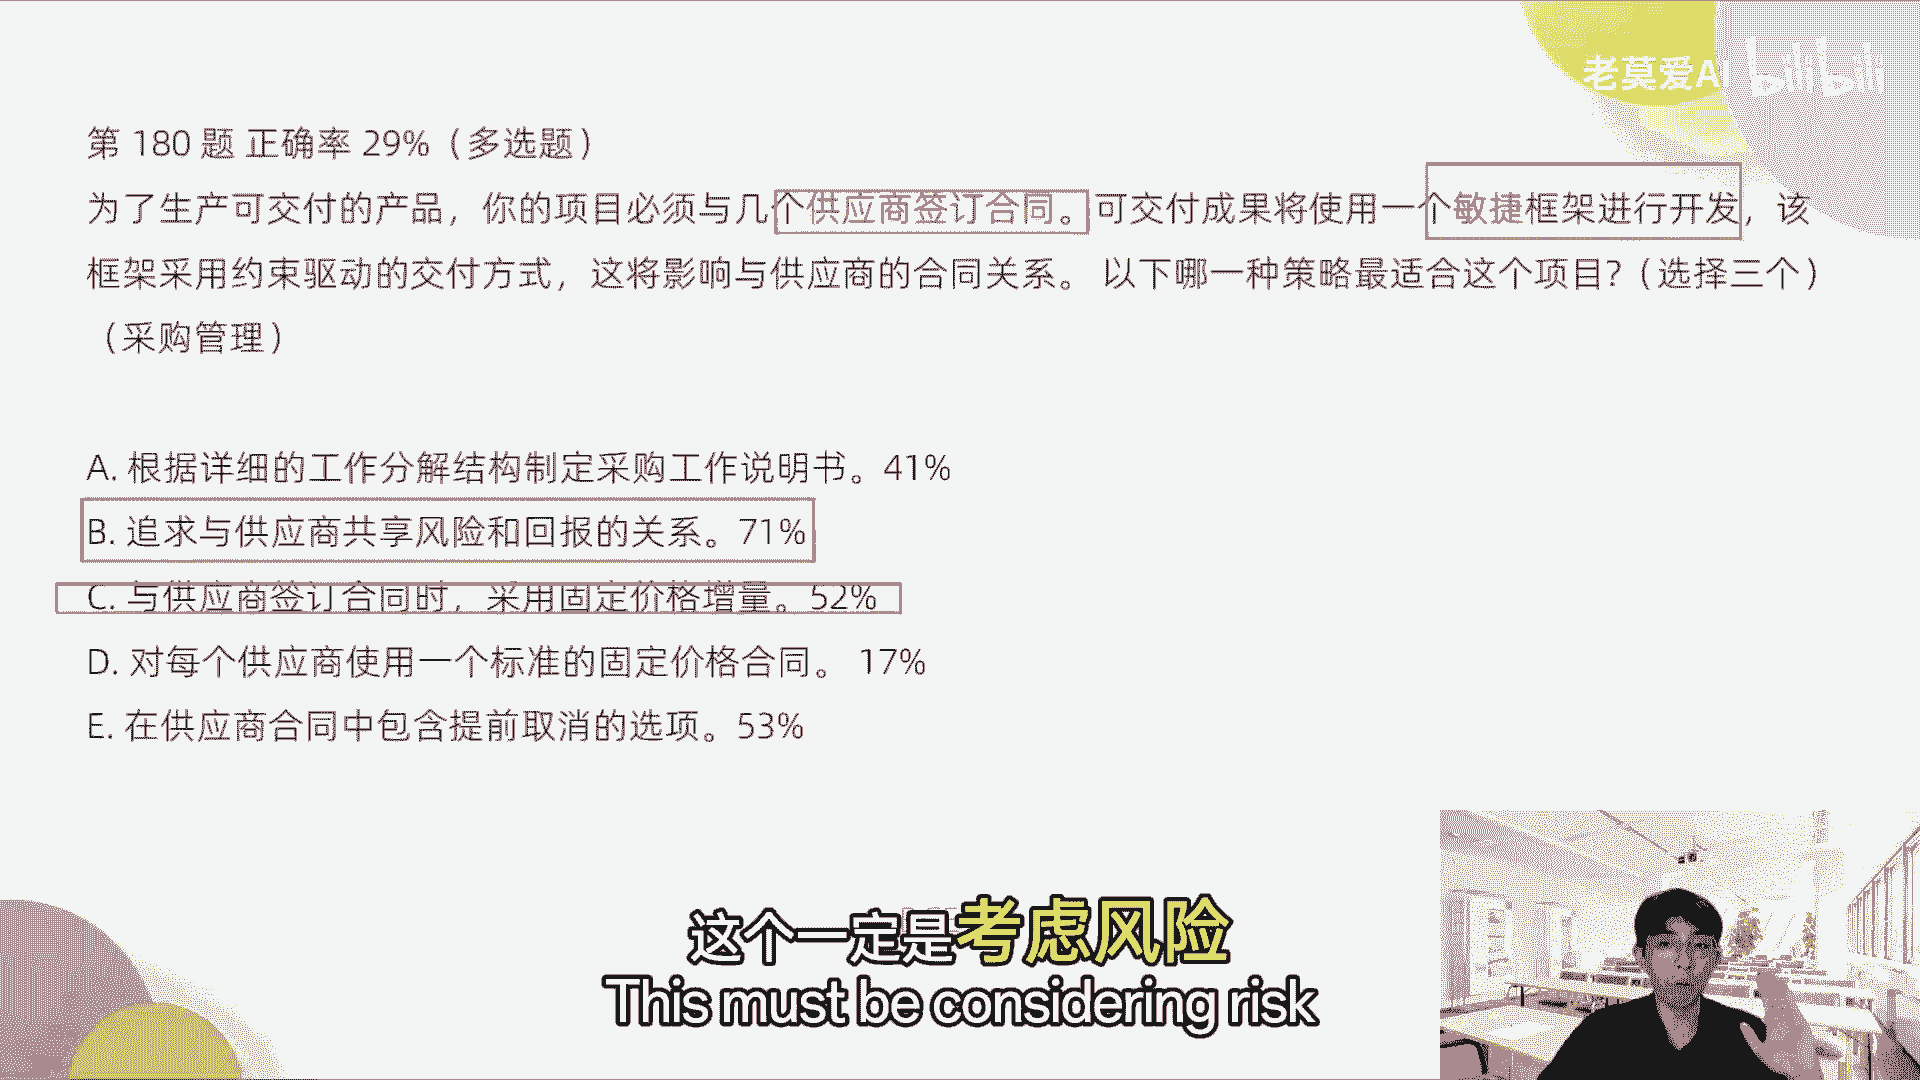 老莫爱AI bilibili
第 180 题 正确率 29%（多选题）
为了生产可交付的产品，你的项目必须与几个供应商签订合同。可交付成果将使用一个敏捷框架进行开发，该
框架采用约束驱动的交付方式，这将影响与供应商的合同关系。 以下哪一种策略最适合这个项目?（选择三个）
（采购管理）
A. 根据详细的工作分解结构制定采购工作说明书。41%
B. 追求与供应商共享风险和回报的关系。71%
C. 与供应商签订合同时，采用固定价格增量。52%
D. 对每个供应商使用一个标准的固定价格合同。 17%
E. 在供应商合同中包含提前取消的选项。53%
这个一定是考虑风险
This must be considering risk